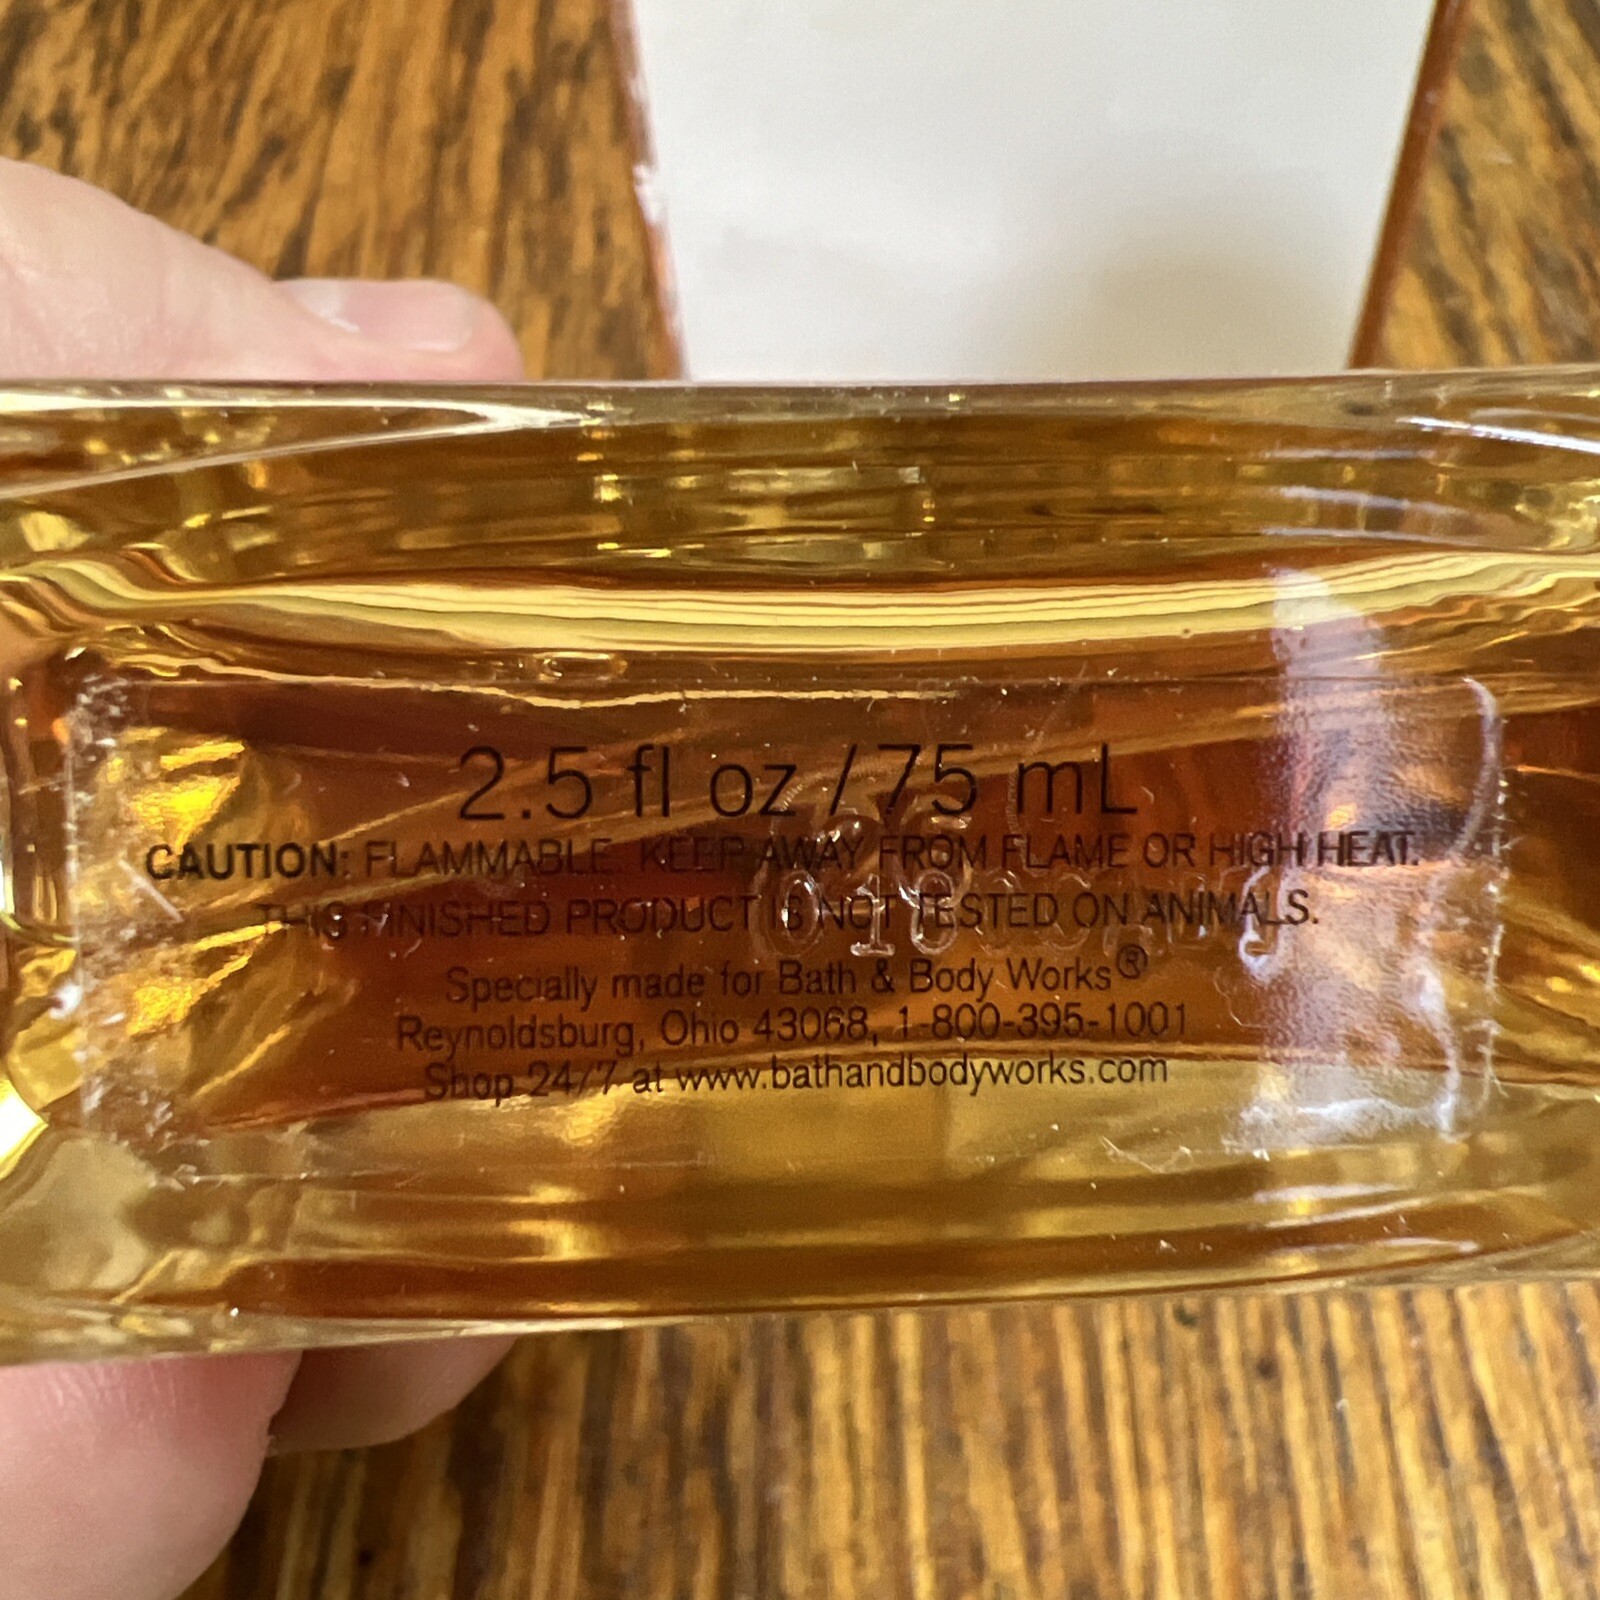 2.5 fl oz / 75 mL
CAUTION: FLAMMABLE. KEEP AWAY FROM FLAME OR HIGH HEAT.
THIS FINISHED PRODUCT IS NOT TESTED ON ANIMALS.
Specially made for Bath & Body Works®
Reynoldsburg, Ohio 43068, 1-800-395-1001
Shop 24/7 at www.bathandbodyworks.com